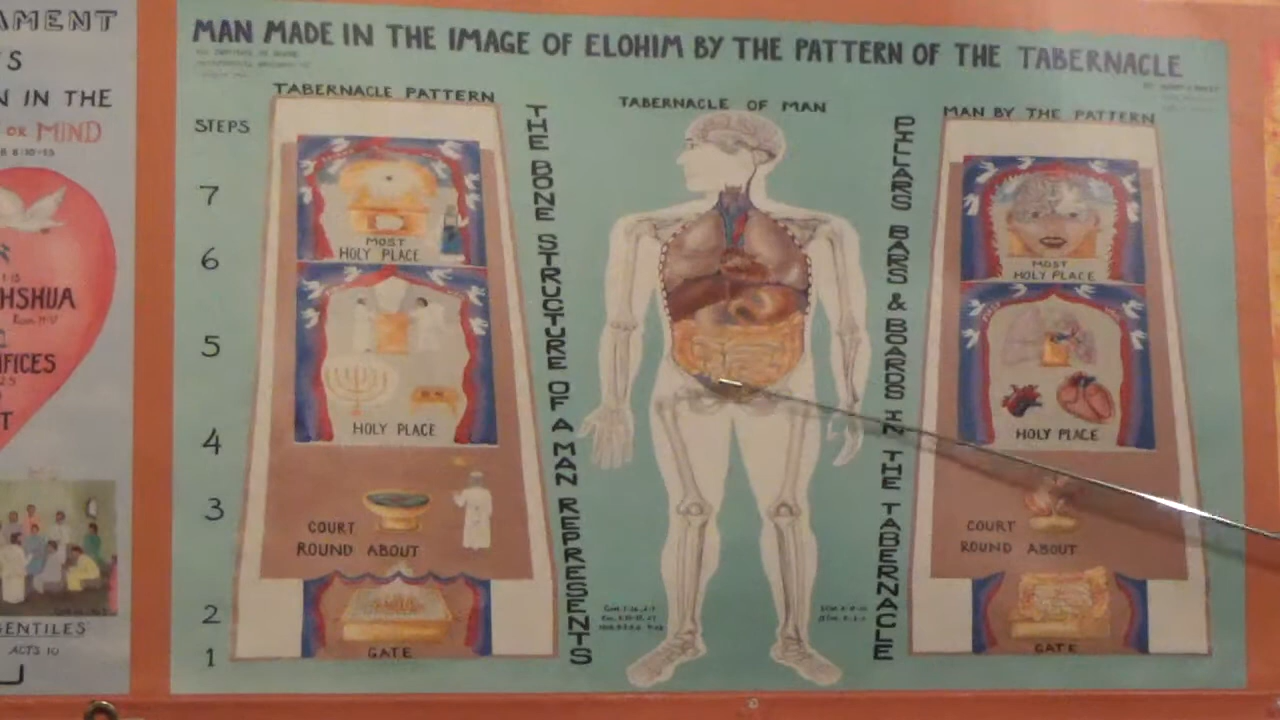 AMENT
S
N IN THE
OR MIND
8:10-13
HSHUA
IFICES
T
GENTILES
ACTS 10
MAN MADE IN THE IMAGE OF ELOHIM BY THE PATTERN OF THE TABERNACLE
TABERNACLE PATTERN
STEPS
7
6
5
4
3
2
1
MOST
HOLY PLACE
HOLY PLACE
COURT
ROUND ABOUT
GATE
THE BONE STRUCTURE OF A MAN REPRESENTS
TABERNACLE OF MAN
PILLARS BARS & BOARDS IN THE TABERNACLE
MAN BY THE PATTERN
MOST
HOLY PLACE
HOLY PLACE
COURT
ROUND ABOUT
GATE